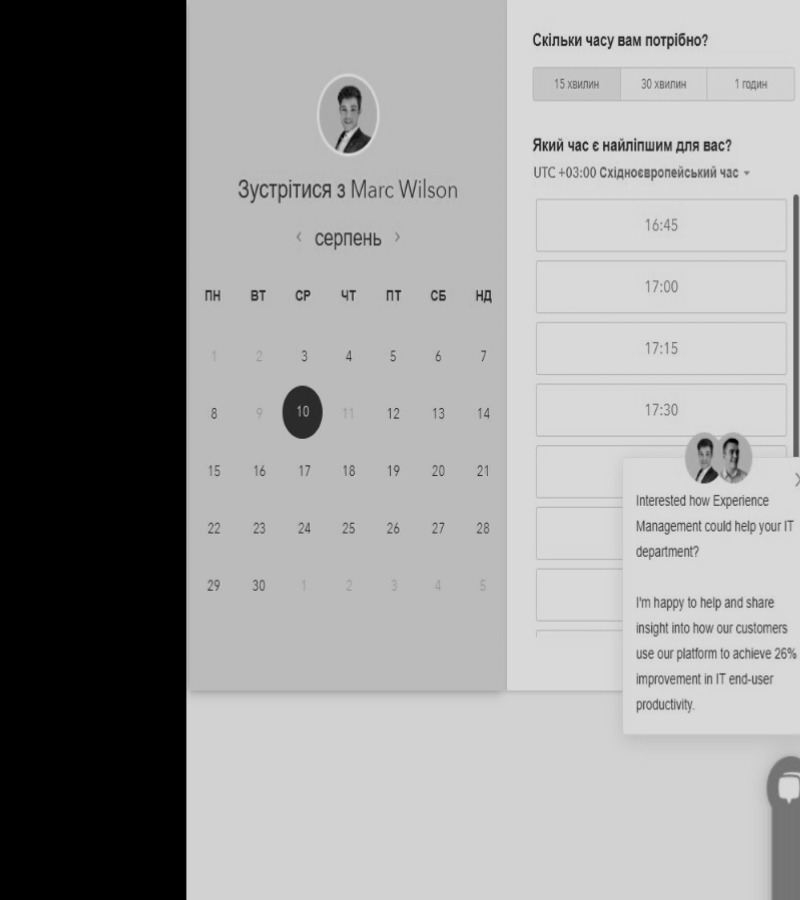 Зустрітися з Marc Wilson
‹ серпень ›
ПН ВТ СР ЧТ ПТ СБ НД
1 2 3 4 5 6 7
8 9 10 11 12 13 14
15 16 17 18 19 20 21
22 23 24 25 26 27 28
29 30 1 2 3 4 5
Скільки часу вам потрібно?
15 хвилин 30 хвилин 1 годин
Який час є найліпшим для вас?
UTC +03:00 Східноєвропейський час
16:45
17:00
17:15
17:30
Interested how Experience
Management could help your IT
department?
I'm happy to help and share
insight into how our customers
use our platform to achieve 26%
improvement in IT end-user
productivity.